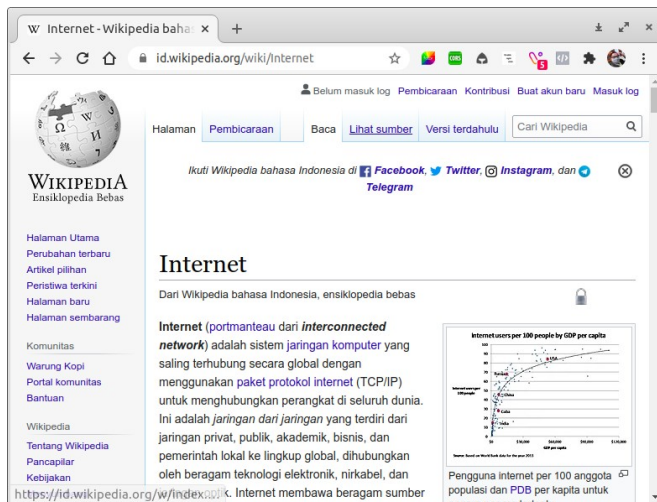 Internet - Wikipedia baha
id.wikipedia.org/wiki/Internet
CORS
5
Belum masuk log Pembicaraan Kontribusi Buat akun baru Masuk log
Halaman Pembicaraan Baca Lihat sumber Versi terdahulu Cari Wikipedia
WIKIPEDIA
Ensiklopedia Bebas
Ikuti Wikipedia bahasa Indonesia di Facebook, Twitter, Instagram, dan
Telegram
Halaman Utama
Perubahan terbaru
Artikel pilihan
Peristiwa terkini
Halaman baru
Halaman sembarang
Komunitas
Warung Kopi
Portal komunitas
Bantuan
Wikipedia
Tentang Wikipedia
Pancapilar
Kebijakan
Internet
Dari Wikipedia bahasa Indonesia, ensiklopedia bebas
Internet (portmanteau dari interconnected
network) adalah sistem jaringan komputer yang
saling terhubung secara global dengan
menggunakan paket protokol internet (TCP/IP)
untuk menghubungkan perangkat di seluruh dunia.
Ini adalah jaringan dari jaringan yang terdiri dari
jaringan privat, publik, akademik, bisnis, dan
pemerintah lokal ke lingkup global, dihubungkan
oleh beragam teknologi elektronik, nirkabel, dan
Internet membawa beragam sumber
Internet users per 100 people by GDP per capita
USA
China
Cuba
India
GDP per capita
Pengguna internet per 100 anggota
populasi dan PDB per kapita untuk
https://id.wikipedia.org/w/index...